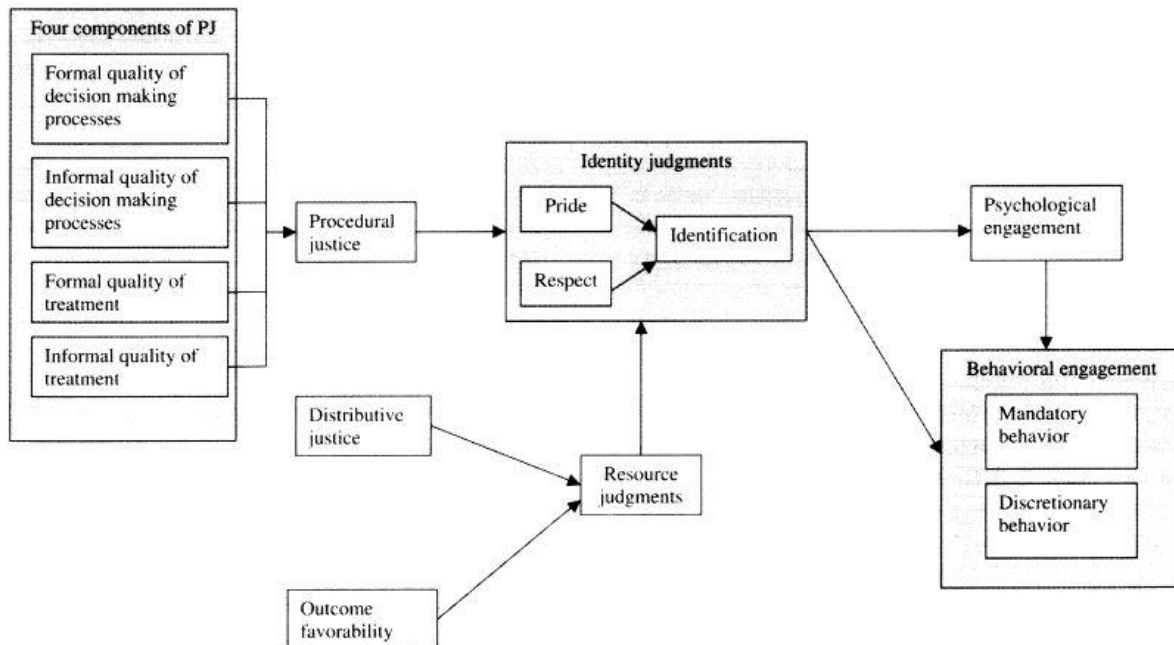 Four components of PJ
Formal quality of
decision making
processes
Informal quality of
decision making
processes
Formal quality of
treatment
Informal quality of
treatment
Procedural
justice
Distributive
justice
Outcome
favorability
Identity judgments
Pride
Respect
Identification
Resource
judgments
Psychological
engagement
Behavioral engagement
Mandatory
behavior
Discretionary
behavior